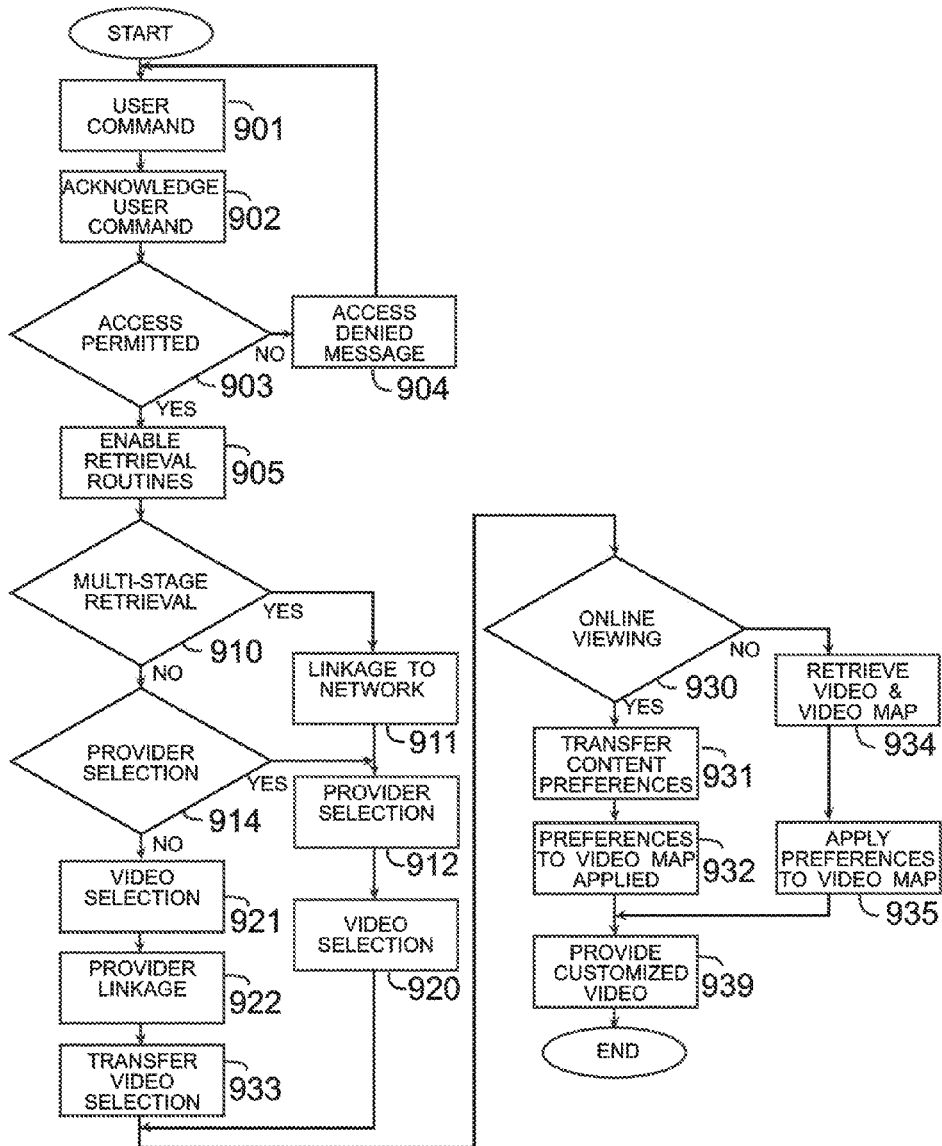 START
USER
COMMAND
901
ACKNOWLEDGE
USER
COMMAND
902
ACCESS
PERMITTED
903
NO
YES
ACCESS
DENIED
MESSAGE
904
ENABLE
RETRIEVAL
ROUTINES
905
MULTI-STAGE
RETRIEVAL
910
YES
NO
LINKAGE TO
NETWORK
911
PROVIDER
SELECTION
914
YES
NO
PROVIDER
SELECTION
912
VIDEO
SELECTION
921
VIDEO
SELECTION
920
PROVIDER
LINKAGE
922
TRANSFER
VIDEO
SELECTION
933
ONLINE
VIEWING
930
NO
YES
RETRIEVE
VIDEO &
VIDEO MAP
934
TRANSFER
CONTENT
PREFERENCES
931
PREFERENCES
TO VIDEO MAP
APPLIED
932
APPLY
PREFERENCES
TO VIDEO MAP
935
PROVIDE
CUSTOMIZED
VIDEO
939
END